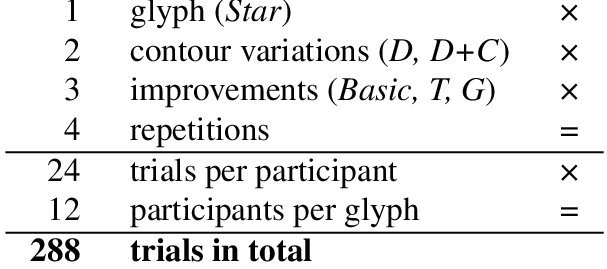 1 glyph (Star) ×
2 contour variations (D, D+C) ×
3 improvements (Basic, T, G) ×
4 repetitions =
24 trials per participant ×
12 participants per glyph =
288 trials in total